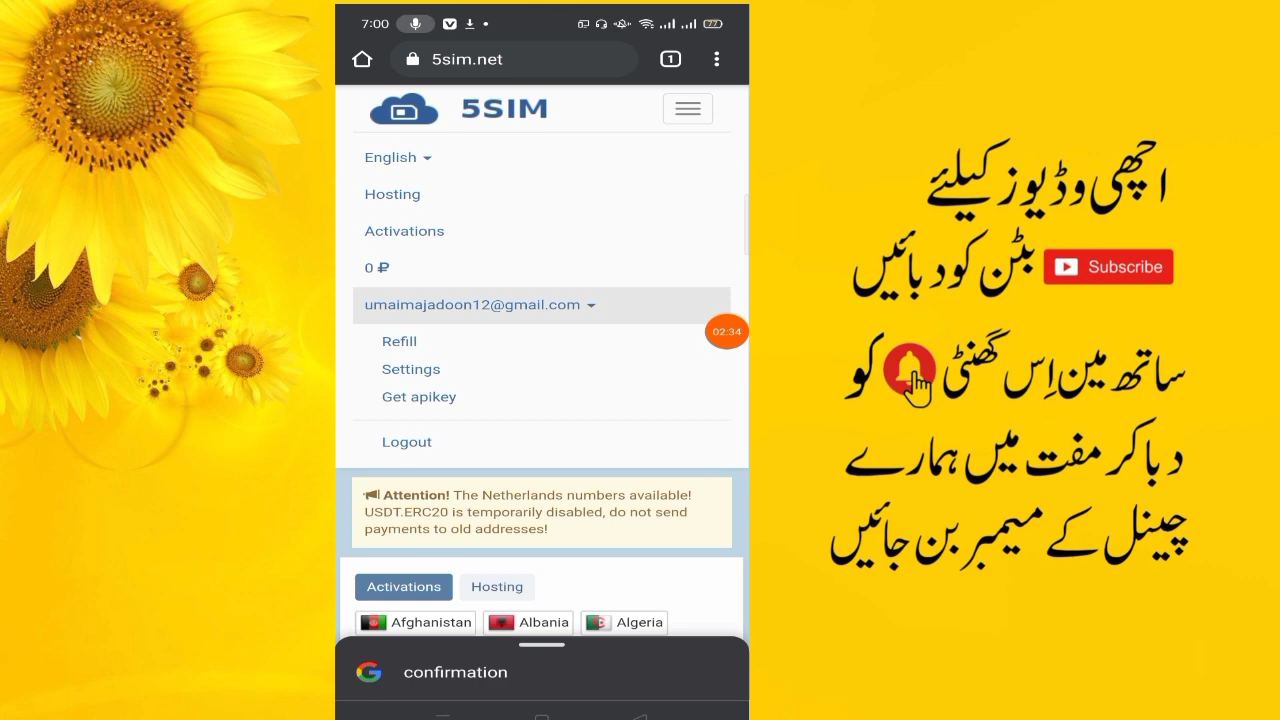 7:00
77
5sim.net
1
5SIM
English
Hosting
Activations
0 ₽
umaimajadoon12@gmail.com
02:34
Refill
Settings
Get apikey
Logout
Attention! The Netherlands numbers available!
USDT.ERC20 is temporarily disabled, do not send
payments to old addresses!
Activations Hosting
Afghanistan Albania Algeria
confirmation
اچھی وڈیوز کیلئے
Subscribe بٹن کو دبائیں
ساتھ مین اِس گھنٹی کو
دبا کر مفت میں ہمارے
چینل کے میمبر بن جائیں